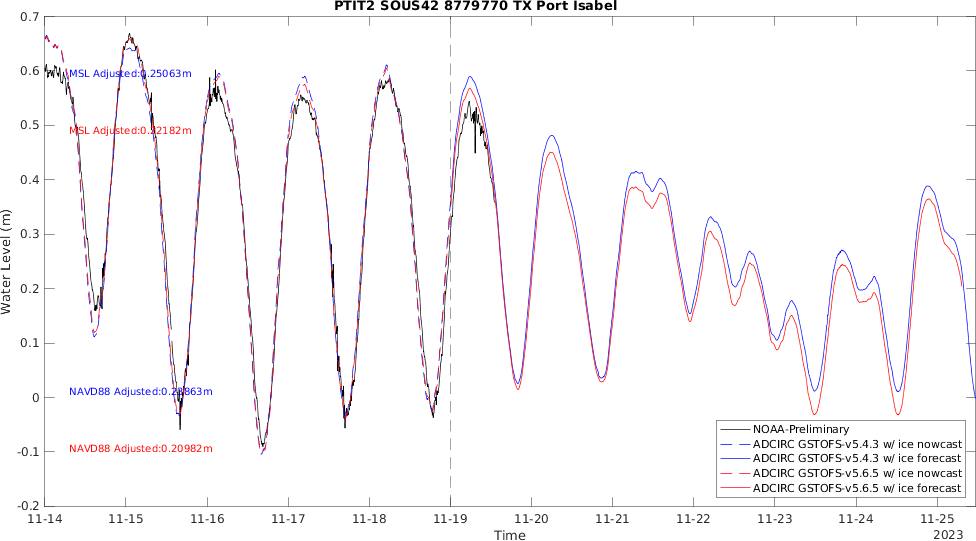 PTIT2 SOUS42 8779770 TX Port Isabel
0.7
0.6
0.5
0.4
0.3
0.2
0.1
0
-0.1
-0.2
Water Level (m)
MSL Adjusted:0.25063m
MSL Adjusted:0.22182m
NAVD88 Adjusted:0.23863m
NAVD88 Adjusted:0.20982m
NOAA-Preliminary
ADCIRC GSTOFS-v5.4.3 w/ ice nowcast
ADCIRC GSTOFS-v5.4.3 w/ ice forecast
ADCIRC GSTOFS-v5.6.5 w/ ice nowcast
ADCIRC GSTOFS-v5.6.5 w/ ice forecast
11-14 11-15 11-16 11-17 11-18 11-19 11-20 11-21 11-22 11-23 11-24 11-25
Time
2023